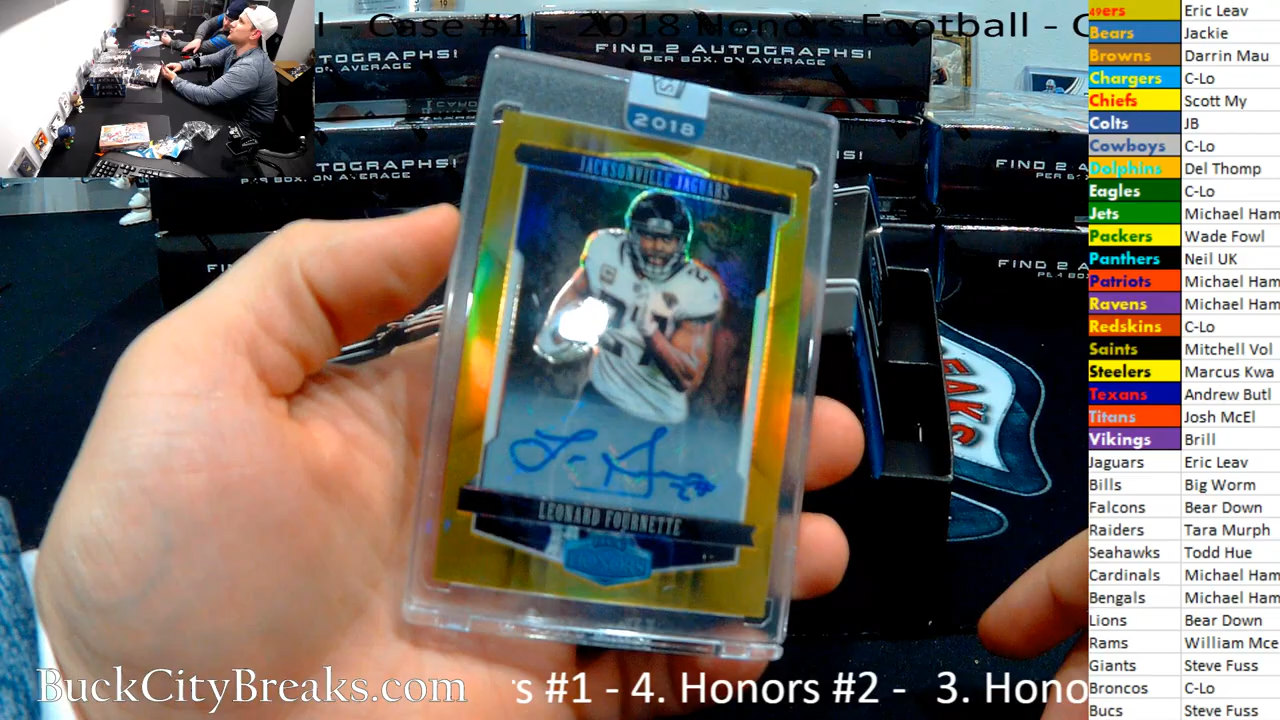 l - Case #1 - 2018 Honors Football - C
TOGRAPHS!
0X, ON AVERAGE
FIND 2 AUTOGRAPHS!
PER BOX, ON AVERAGE
2018
JACKSONVILLE JAGUARS
LEONARD FOURNETTE
TOGRAPHS!
BOX, ON AVERAGE
S!
FIND 2
FIND 2 A
EAKS
BuckCityBreaks.com
's #1 - 4. Honors #2 - 3. Hono
49ers Eric Leav
Bears Jackie
Browns Darrin Mau
Chargers C-Lo
Chiefs Scott My
Colts JB
Cowboys C-Lo
Dolphins Del Thomp
Eagles C-Lo
Jets Michael Ham
Packers Wade Fowl
Panthers Neil UK
Patriots Michael Ham
Ravens Michael Ham
Redskins C-Lo
Saints Mitchell Vol
Steelers Marcus Kwa
Texans Andrew Butl
Titans Josh McEl
Vikings Brill
Jaguars Eric Leav
Bills Big Worm
Falcons Bear Down
Raiders Tara Murph
Seahawks Todd Hue
Cardinals Michael Ham
Bengals Michael Ham
Lions Bear Down
Rams William Mce
Giants Steve Fuss
Broncos C-Lo
Bucs Steve Fuss